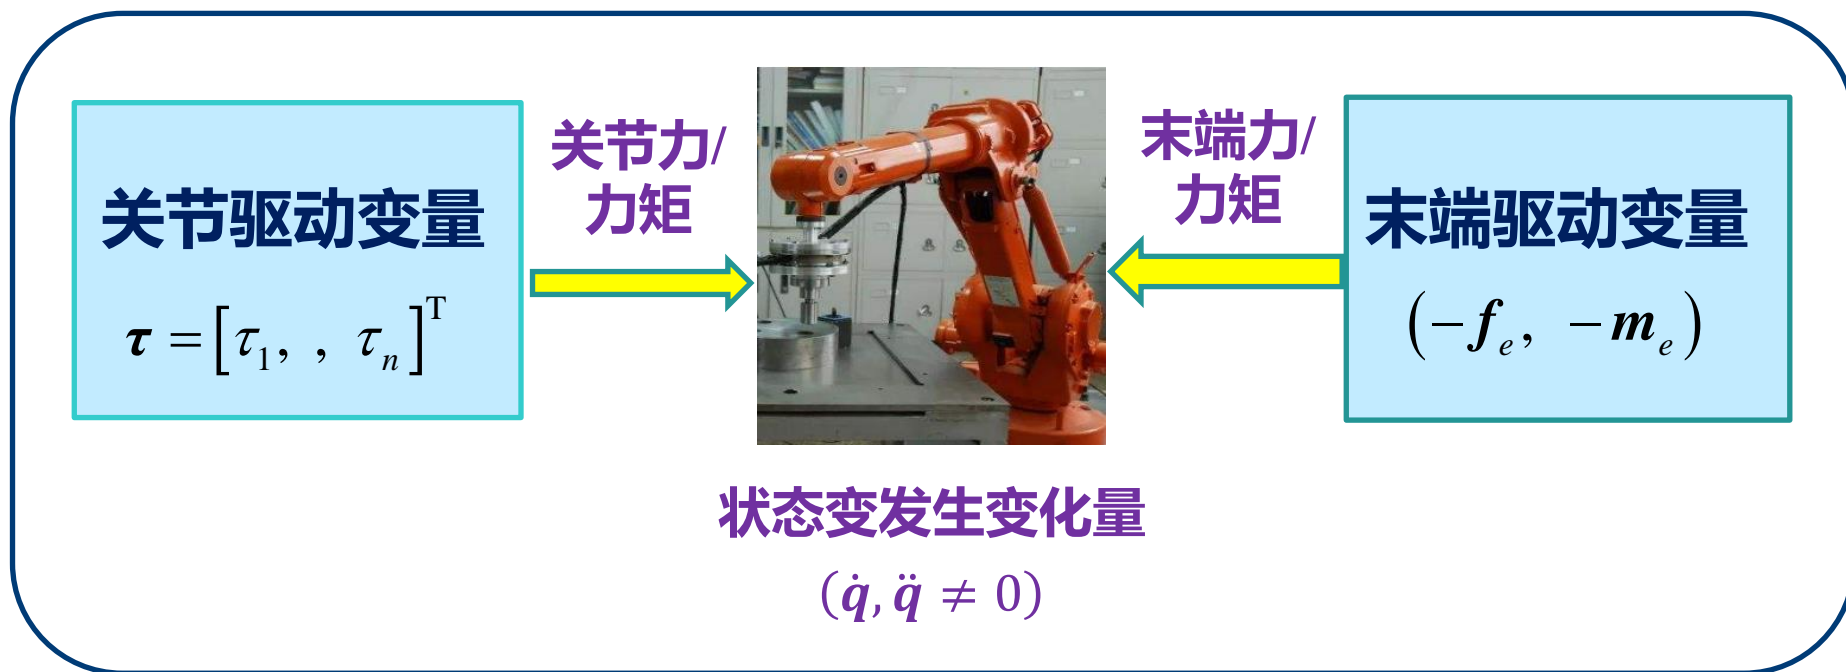 关节驱动变量
τ = [τ₁, , τₙ]ᵀ
关节力/
力矩
末端力/
力矩
末端驱动变量
(−fₑ, −mₑ)
状态变发生变化量
(q̇, q̈ ≠ 0)